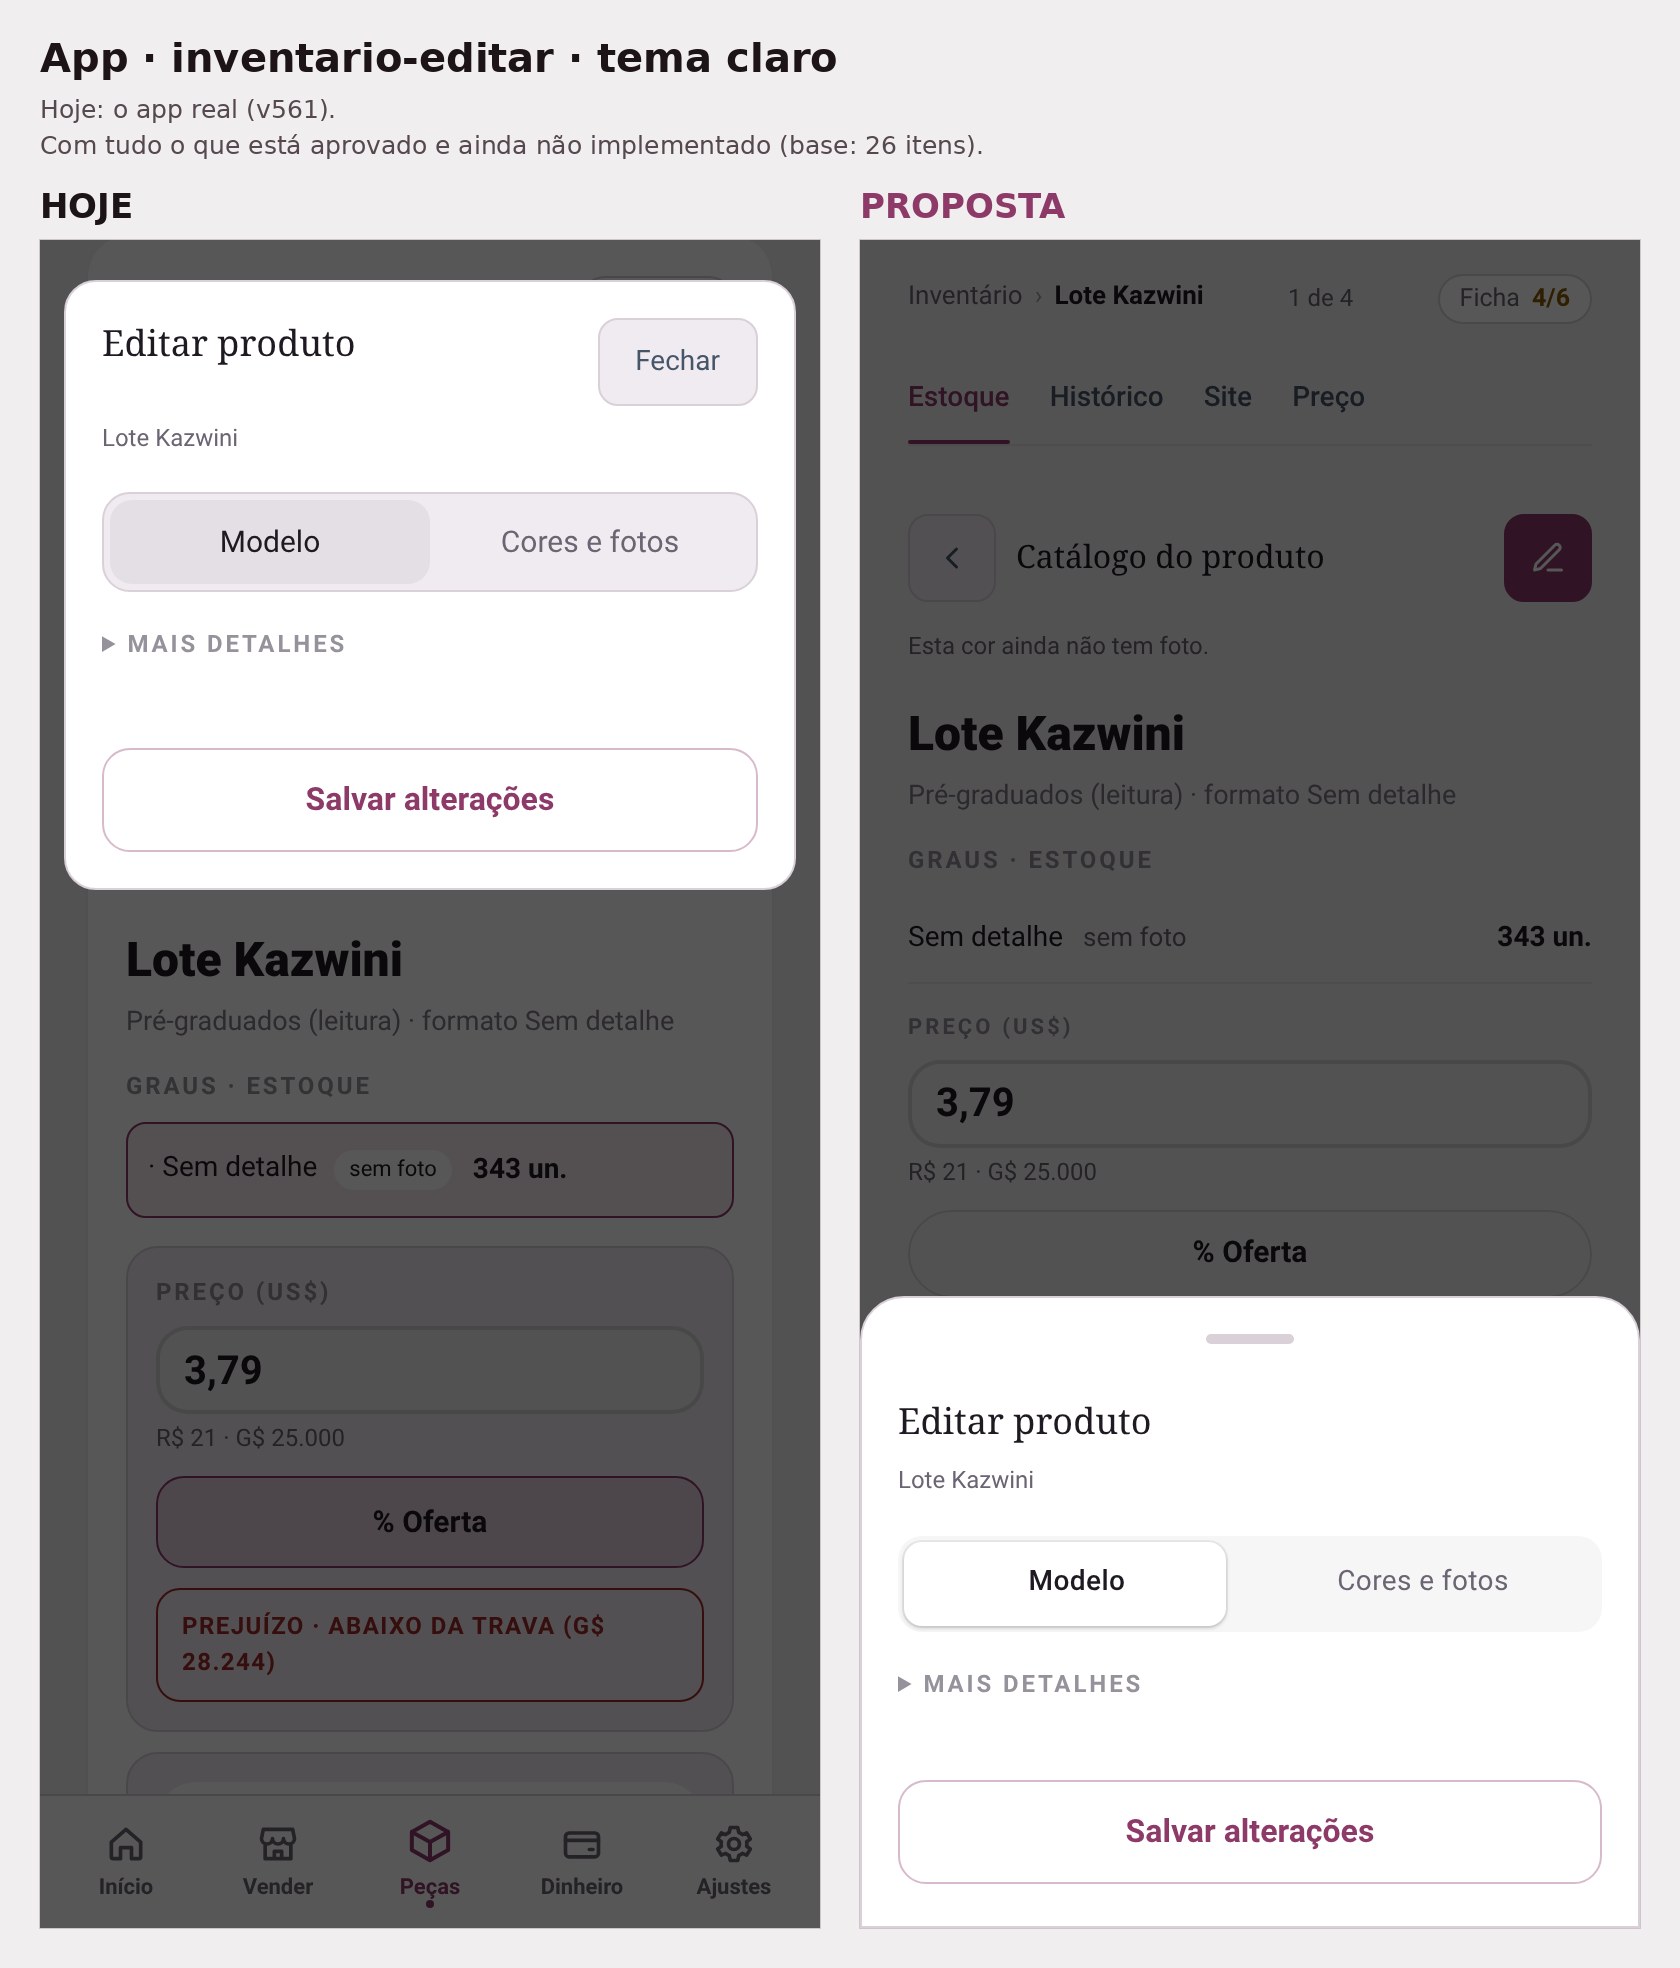 App · inventario-editar · tema claro
Hoje: o app real (v561).
Com tudo o que está aprovado e ainda não implementado (base: 26 itens).
HOJE
Editar produto
Fechar
Lote Kazwini
Modelo
Cores e fotos
MAIS DETALHES
Salvar alterações
Lote Kazwini
Pré-graduados (leitura) · formato Sem detalhe
GRAUS · ESTOQUE
· Sem detalhe sem foto 343 un.
PREÇO (US$)
3,79
R$ 21 · G$ 25.000
% Oferta
PREJUÍZO · ABAIXO DA TRAVA (G$
28.244)
Início
Vender
Peças
Dinheiro
Ajustes
PROPOSTA
Inventário › Lote Kazwini
1 de 4
Ficha 4/6
Estoque
Histórico
Site
Preço
Catálogo do produto
Esta cor ainda não tem foto.
Lote Kazwini
Pré-graduados (leitura) · formato Sem detalhe
GRAUS · ESTOQUE
Sem detalhe sem foto 343 un.
PREÇO (US$)
3,79
R$ 21 · G$ 25.000
% Oferta
Editar produto
Lote Kazwini
Modelo
Cores e fotos
MAIS DETALHES
Salvar alterações